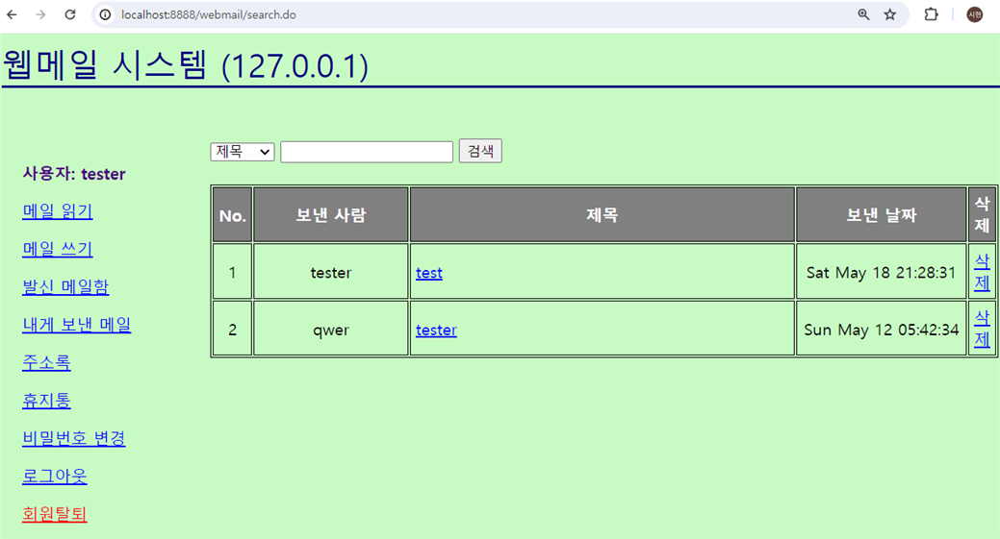 localhost:8888/webmail/search.do
시현
웹메일 시스템 (127.0.0.1)
제목
검색
사용자: tester
메일 읽기
메일 쓰기
발신 메일함
내게 보낸 메일
주소록
휴지통
비밀번호 변경
로그아웃
회원탈퇴
No. 보낸 사람 제목 보낸 날짜 삭제
1 tester test Sat May 18 21:28:31 삭제
2 qwer tester Sun May 12 05:42:34 삭제